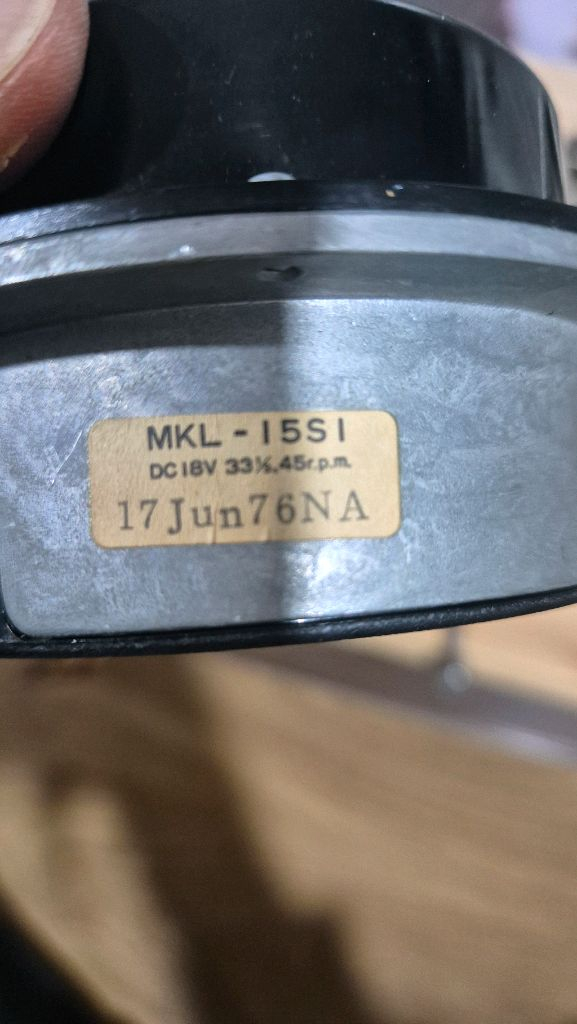 MKL - 15S1
DC18V 33⅓,45r.p.m.
17Jun76NA